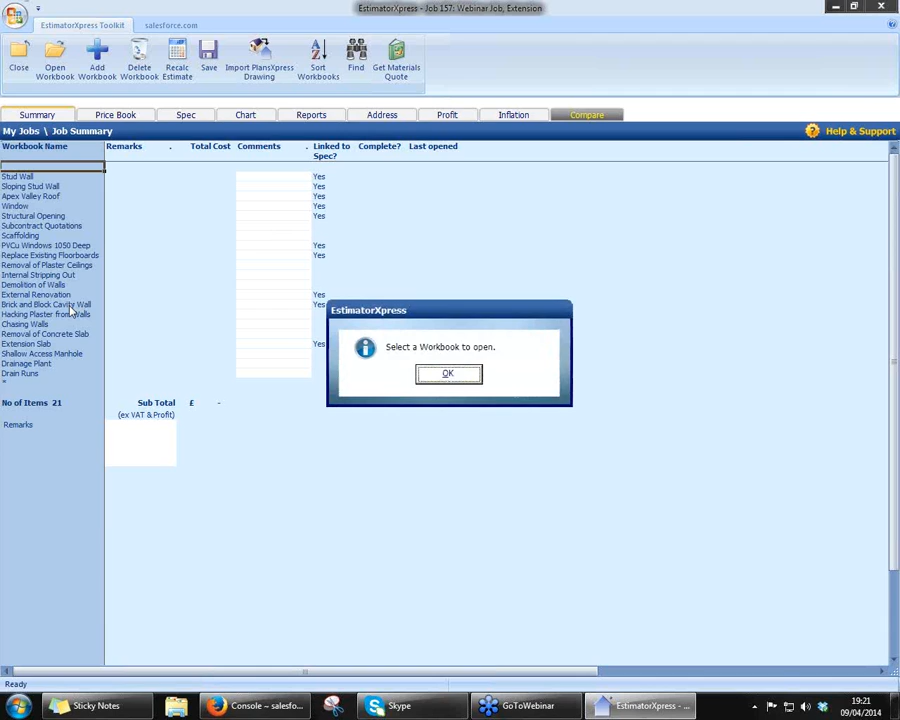 EstimatorXpress - Job 157: Webinar Job, Extension
EstimatorXpress Toolkit
salesforce.com
Close
Open Workbook
Add Workbook
Delete Workbook
Recalc Estimate
Save
Import PlansXpress Drawing
Sort Workbooks
Find
Get Materials Quote
Summary
Price Book
Spec
Chart
Reports
Address
Profit
Inflation
Compare
My Jobs \ Job Summary
Help & Support
Workbook Name
Remarks
.
Total Cost
Comments
.
Linked to Spec?
Complete?
Last opened
Stud Wall Yes
Sloping Stud Wall Yes
Apex Valley Roof Yes
Window Yes
Structural Opening Yes
Subcontract Quotations
Scaffolding
PVCu Windows 1050 Deep Yes
Replace Existing Floorboards Yes
Removal of Plaster Ceilings
Internal Stripping Out
Demolition of Walls
External Renovation Yes
Brick and Block Cavity Wall Yes
Hacking Plaster from Walls
Chasing Walls
Removal of Concrete Slab
Extension Slab Yes
Shallow Access Manhole
Drainage Plant
Drain Runs
*
No of Items 21
Sub Total £ -
(ex VAT & Profit)
Remarks
EstimatorXpress
Select a Workbook to open.
OK
Ready
Sticky Notes
Console ~ salesfo...
Skype
GoToWebinar
EstimatorXpress - ...
19:21
09/04/2014